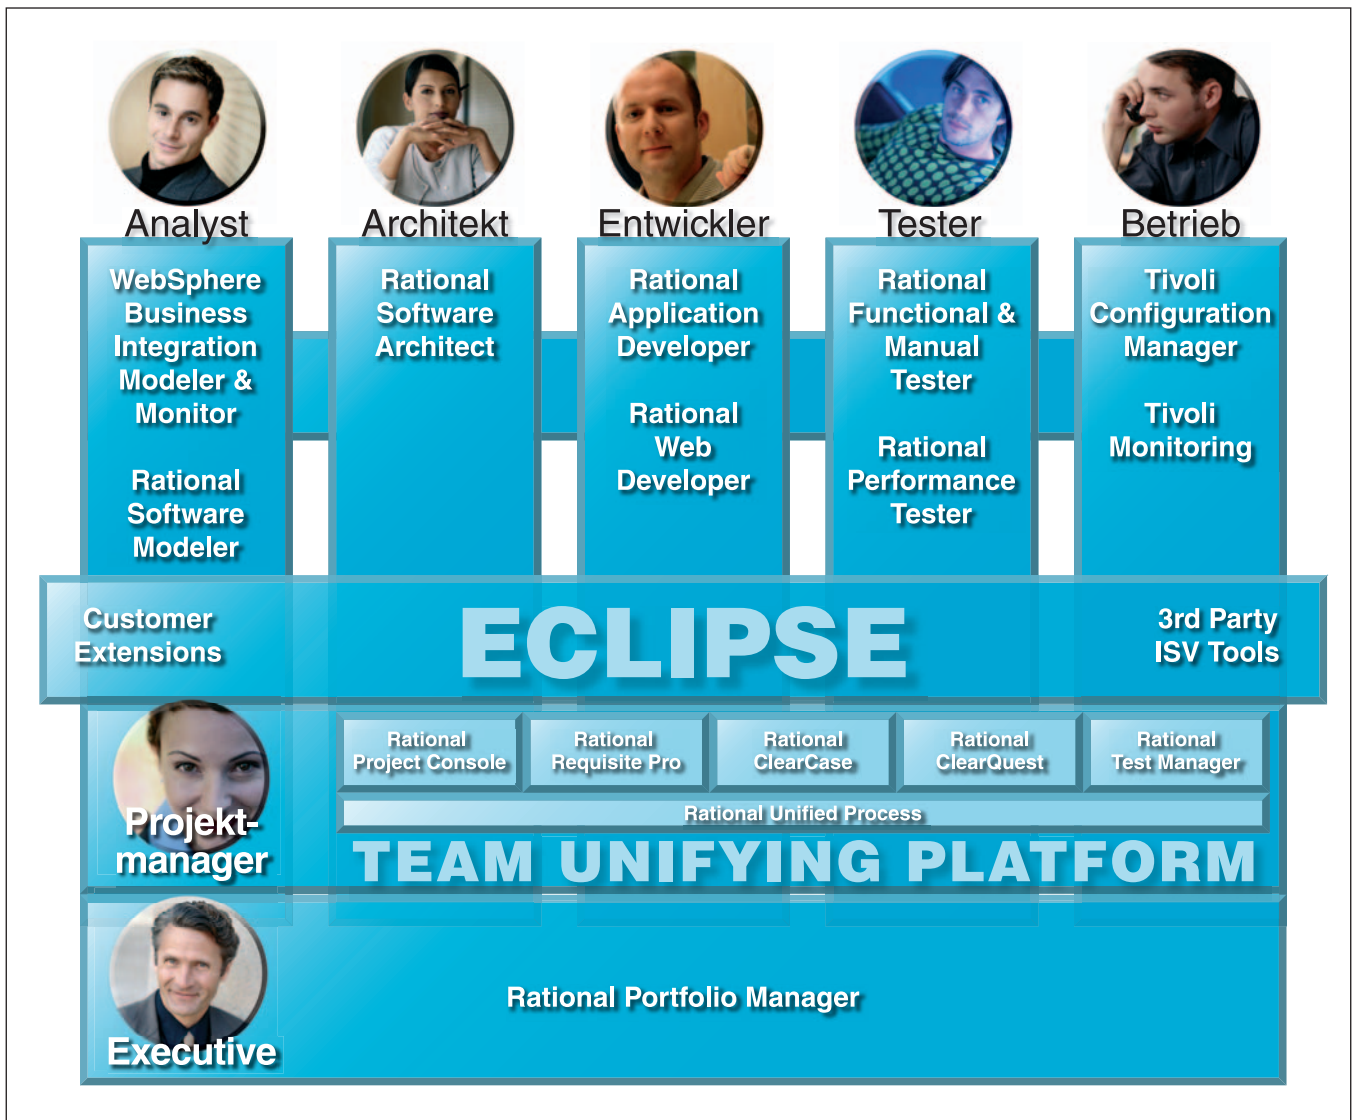 Analyst
Architekt
Entwickler
Tester
Betrieb
WebSphere
Business
Integration
Modeler &
Monitor
Rational
Software
Modeler
Rational
Software
Architect
Rational
Application
Developer
Rational
Web
Developer
Rational
Functional &
Manual
Tester
Rational
Performance
Tester
Tivoli
Configuration
Manager
Tivoli
Monitoring
Customer
Extensions
ECLIPSE
3rd Party
ISV Tools
Projekt-
manager
Rational
Project Console
Rational
Requisite Pro
Rational
ClearCase
Rational
ClearQuest
Rational
Test Manager
Rational Unified Process
TEAM UNIFYING PLATFORM
Executive
Rational Portfolio Manager